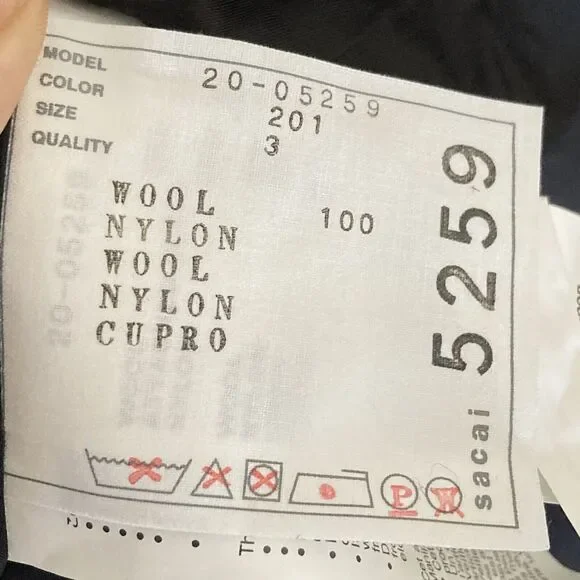 MODEL 20-05259
COLOR 201
SIZE 3
QUALITY
WOOL 100
NYLON
WOOL
NYLON
CUPRO
P
W
sacai 5259